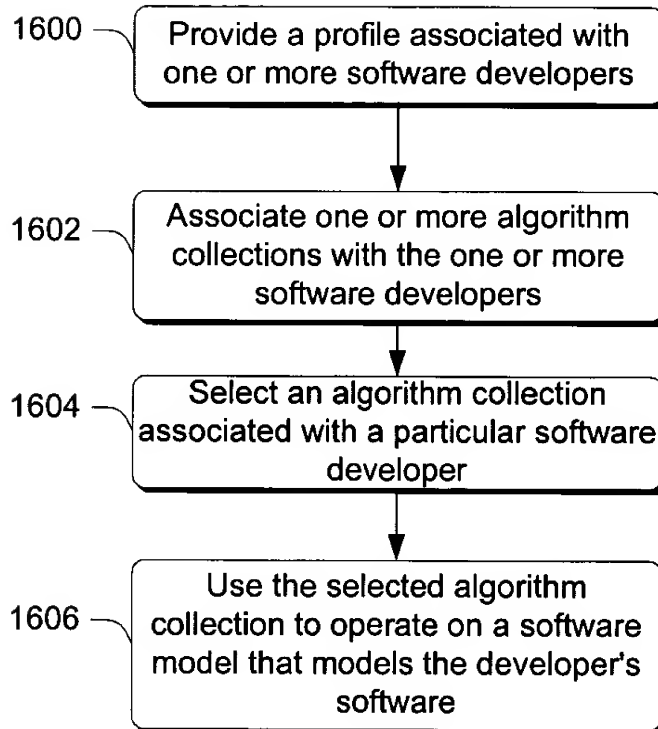 1600
Provide a profile associated with
one or more software developers
1602
Associate one or more algorithm
collections with the one or more
software developers
1604
Select an algorithm collection
associated with a particular software
developer
1606
Use the selected algorithm
collection to operate on a software
model that models the developer's
software